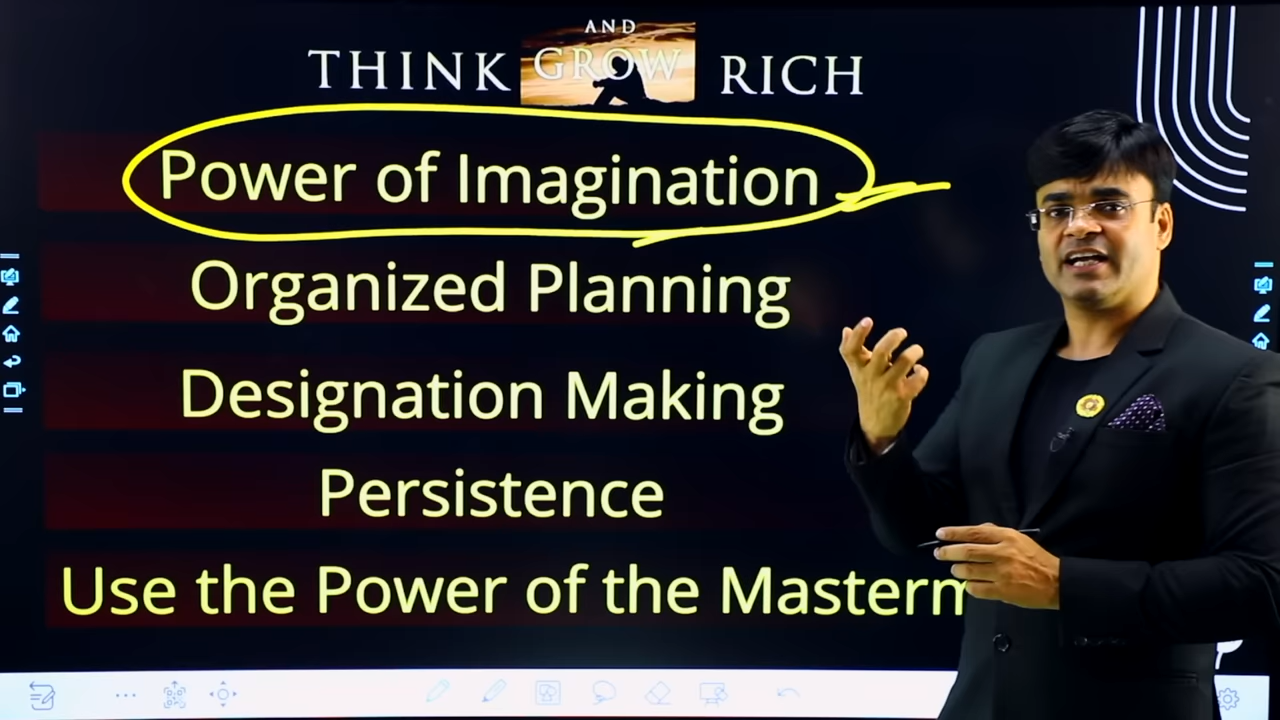 THINK AND GROW RICH
Power of Imagination
Organized Planning
Designation Making
Persistence
Use the Power of the Masterm